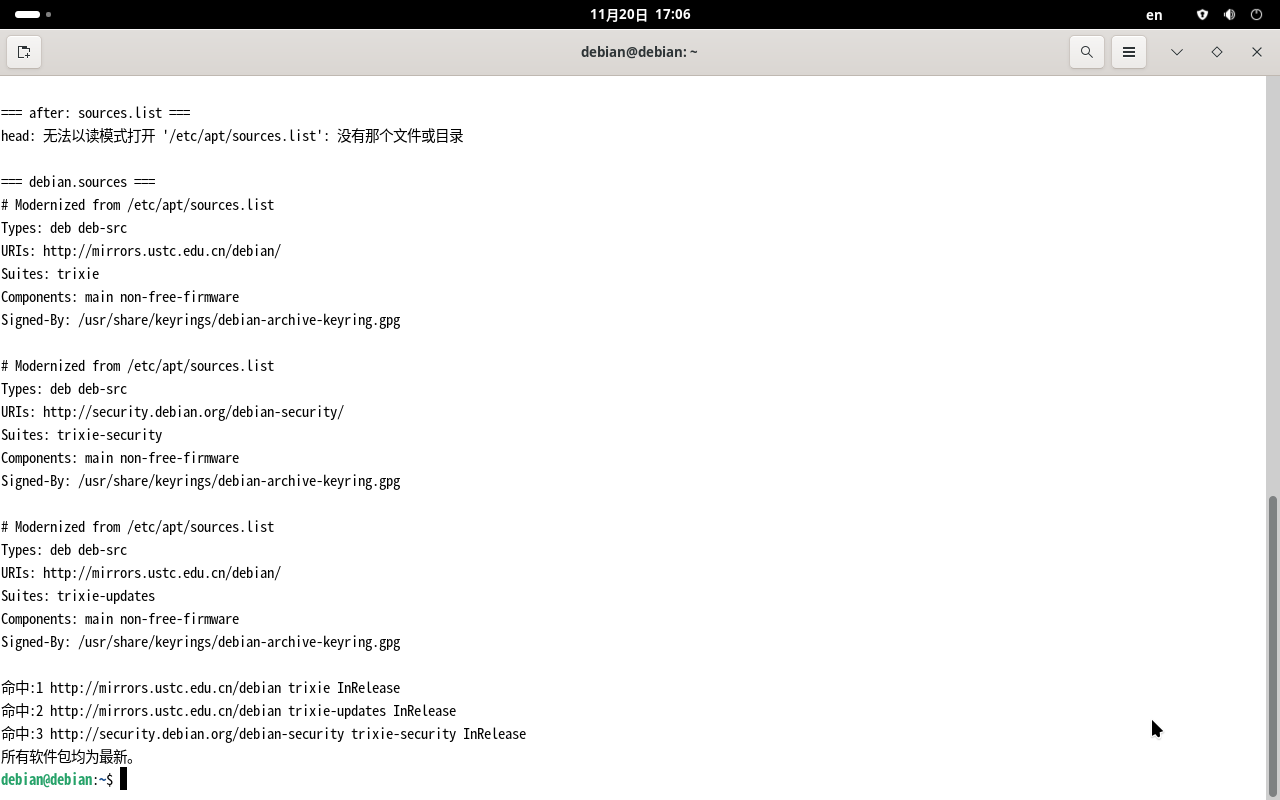 11月20日 17:06
en
debian@debian: ~
=== after: sources.list ===
head: 无法以读模式打开 '/etc/apt/sources.list': 没有那个文件或目录
=== debian.sources ===
# Modernized from /etc/apt/sources.list
Types: deb deb-src
URIs: http://mirrors.ustc.edu.cn/debian/
Suites: trixie
Components: main non-free-firmware
Signed-By: /usr/share/keyrings/debian-archive-keyring.gpg
# Modernized from /etc/apt/sources.list
Types: deb deb-src
URIs: http://security.debian.org/debian-security/
Suites: trixie-security
Components: main non-free-firmware
Signed-By: /usr/share/keyrings/debian-archive-keyring.gpg
# Modernized from /etc/apt/sources.list
Types: deb deb-src
URIs: http://mirrors.ustc.edu.cn/debian/
Suites: trixie-updates
Components: main non-free-firmware
Signed-By: /usr/share/keyrings/debian-archive-keyring.gpg
命中:1 http://mirrors.ustc.edu.cn/debian trixie InRelease
命中:2 http://mirrors.ustc.edu.cn/debian trixie-updates InRelease
命中:3 http://security.debian.org/debian-security trixie-security InRelease
所有软件包均为最新。
debian@debian:~$